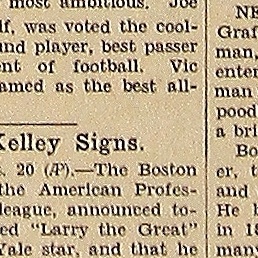 most ambitious. Joe
lf, was voted the cool-
and player, best passer
ent of football. Vic
amed as the best all-
Kelley Signs.
. 20 (AP).—The Boston
the American Profes-
league, announced to-
ed "Larry the Great"
Yale star, and that he
NE
Graf
man,
enter
man
pood
a bri
Bo
er, t
and
He b
in 18
many